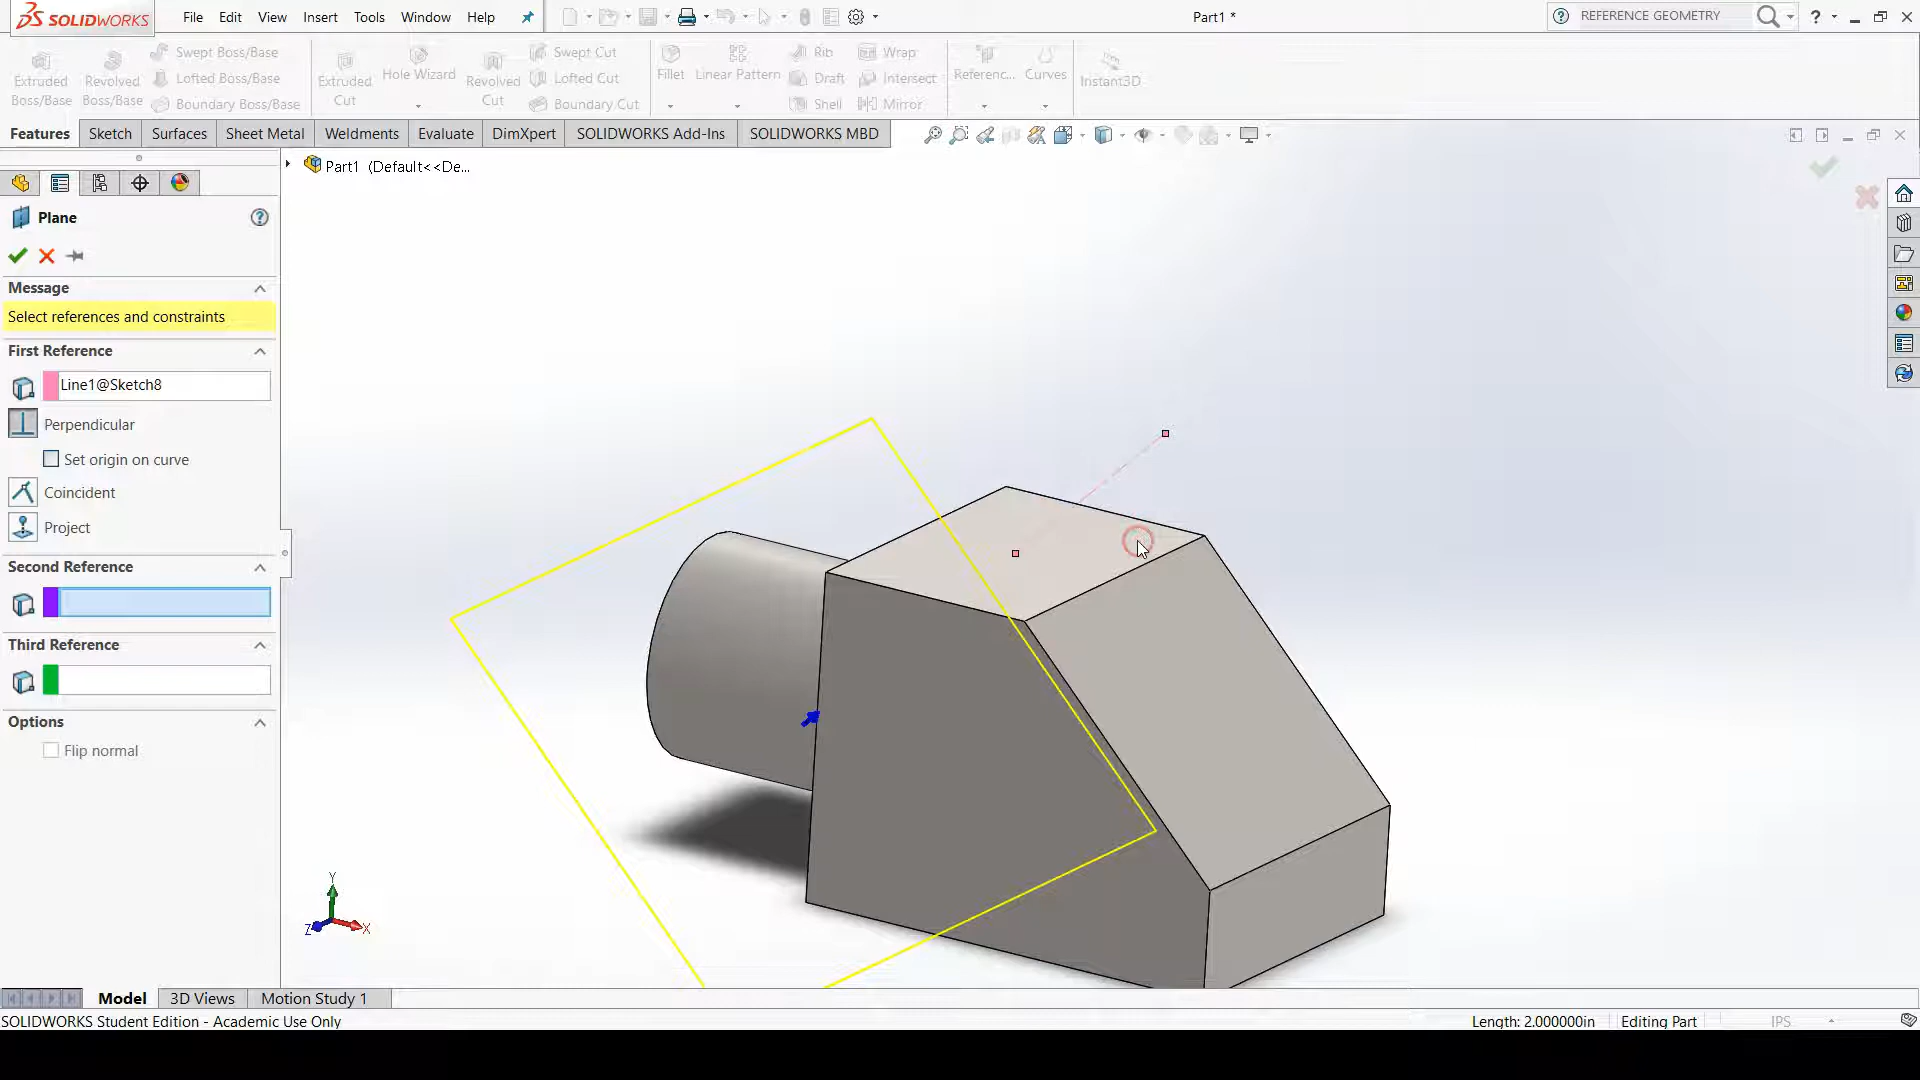 SOLIDWORKS File Edit View Insert Tools Window Help Part1 * REFERENCE GEOMETRY ?
Extruded Boss/Base
Revolved Boss/Base
Swept Boss/Base
Lofted Boss/Base
Boundary Boss/Base
Extruded Cut
Hole Wizard
Revolved Cut
Swept Cut
Lofted Cut
Boundary Cut
Fillet
Linear Pattern
Rib
Draft
Shell
Wrap
Intersect
Mirror
Referenc...
Curves
Instant3D
Features Sketch Surfaces Sheet Metal Weldments Evaluate DimXpert SOLIDWORKS Add-Ins SOLIDWORKS MBD
Part1 (Default<<De...
Plane ?
Message
Select references and constraints
First Reference
Line1@Sketch8
Perpendicular
Set origin on curve
Coincident
Project
Second Reference
Third Reference
Options
Flip normal
Y
Z
X
Model 3D Views Motion Study 1
SOLIDWORKS Student Edition - Academic Use Only Length: 2.000000in Editing Part IPS